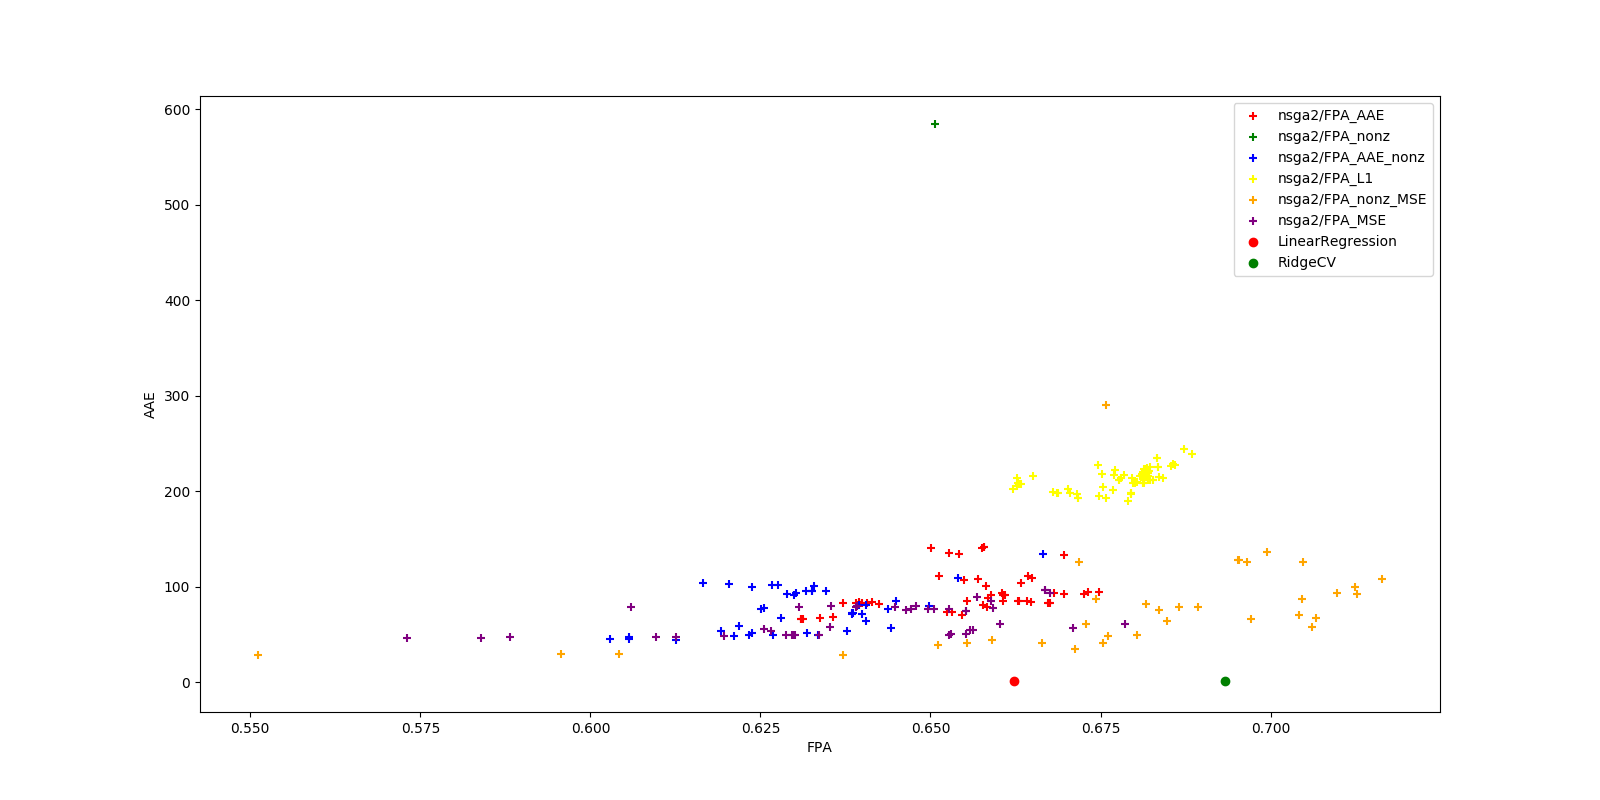 600
500
400
300
200
100
0
AAE
0.550
0.575
0.600
0.625
0.650
0.675
0.700
FPA
nsga2/FPA_AAE
nsga2/FPA_nonz
nsga2/FPA_AAE_nonz
nsga2/FPA_L1
nsga2/FPA_nonz_MSE
nsga2/FPA_MSE
LinearRegression
RidgeCV